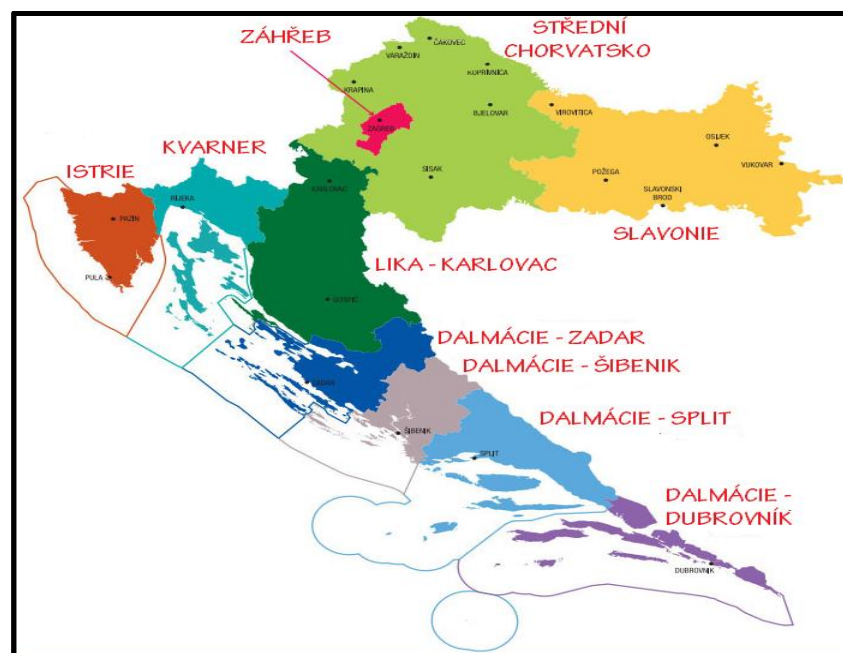 STŘEDNÍ
CHORVATSKO
ZÁHŘEB
ČAKOVEC
VARAŽDIN
KOPRIVNICA
KRAPINA
BJELOVAR
VIROVITICA
ZAGREB
OSIJEK
VUKOVAR
KVARNER
ISTRIE
SISAK
POŽEGA
KARLOVAC
SLAVONSKI
BROD
RIJEKA
PAZIN
SLAVONIE
LIKA - KARLOVAC
PULA
GOSPIĆ
DALMÁCIE - ZADAR
DALMÁCIE - ŠIBENIK
ZADAR
DALMÁCIE - SPLIT
ŠIBENIK
SPLIT
DALMÁCIE -
DUBROVNÍK
DUBROVNIK